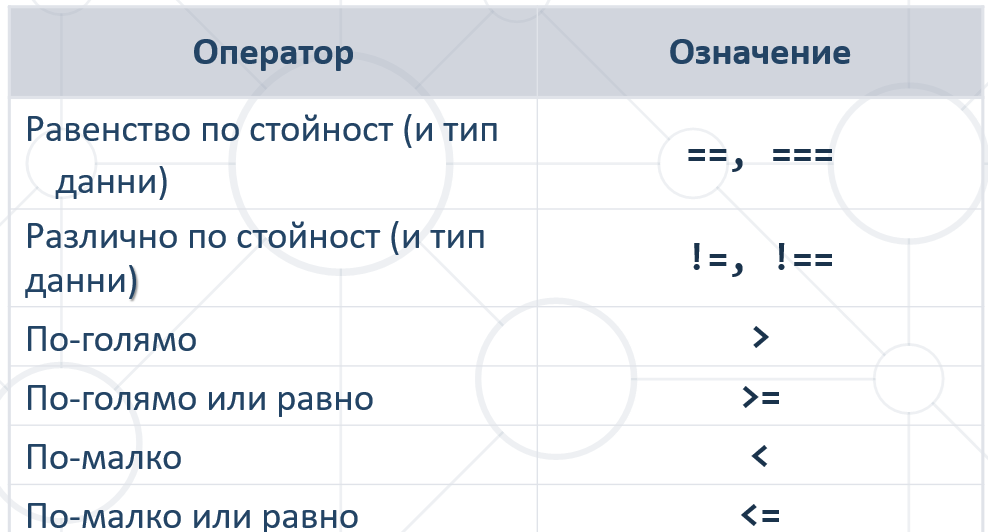 Оператор Означение
Равенство по стойност (и тип
данни)
==, ===
Различно по стойност (и тип
данни)
!=, !==
По-голямо >
По-голямо или равно >=
По-малко <
По-малко или равно <=